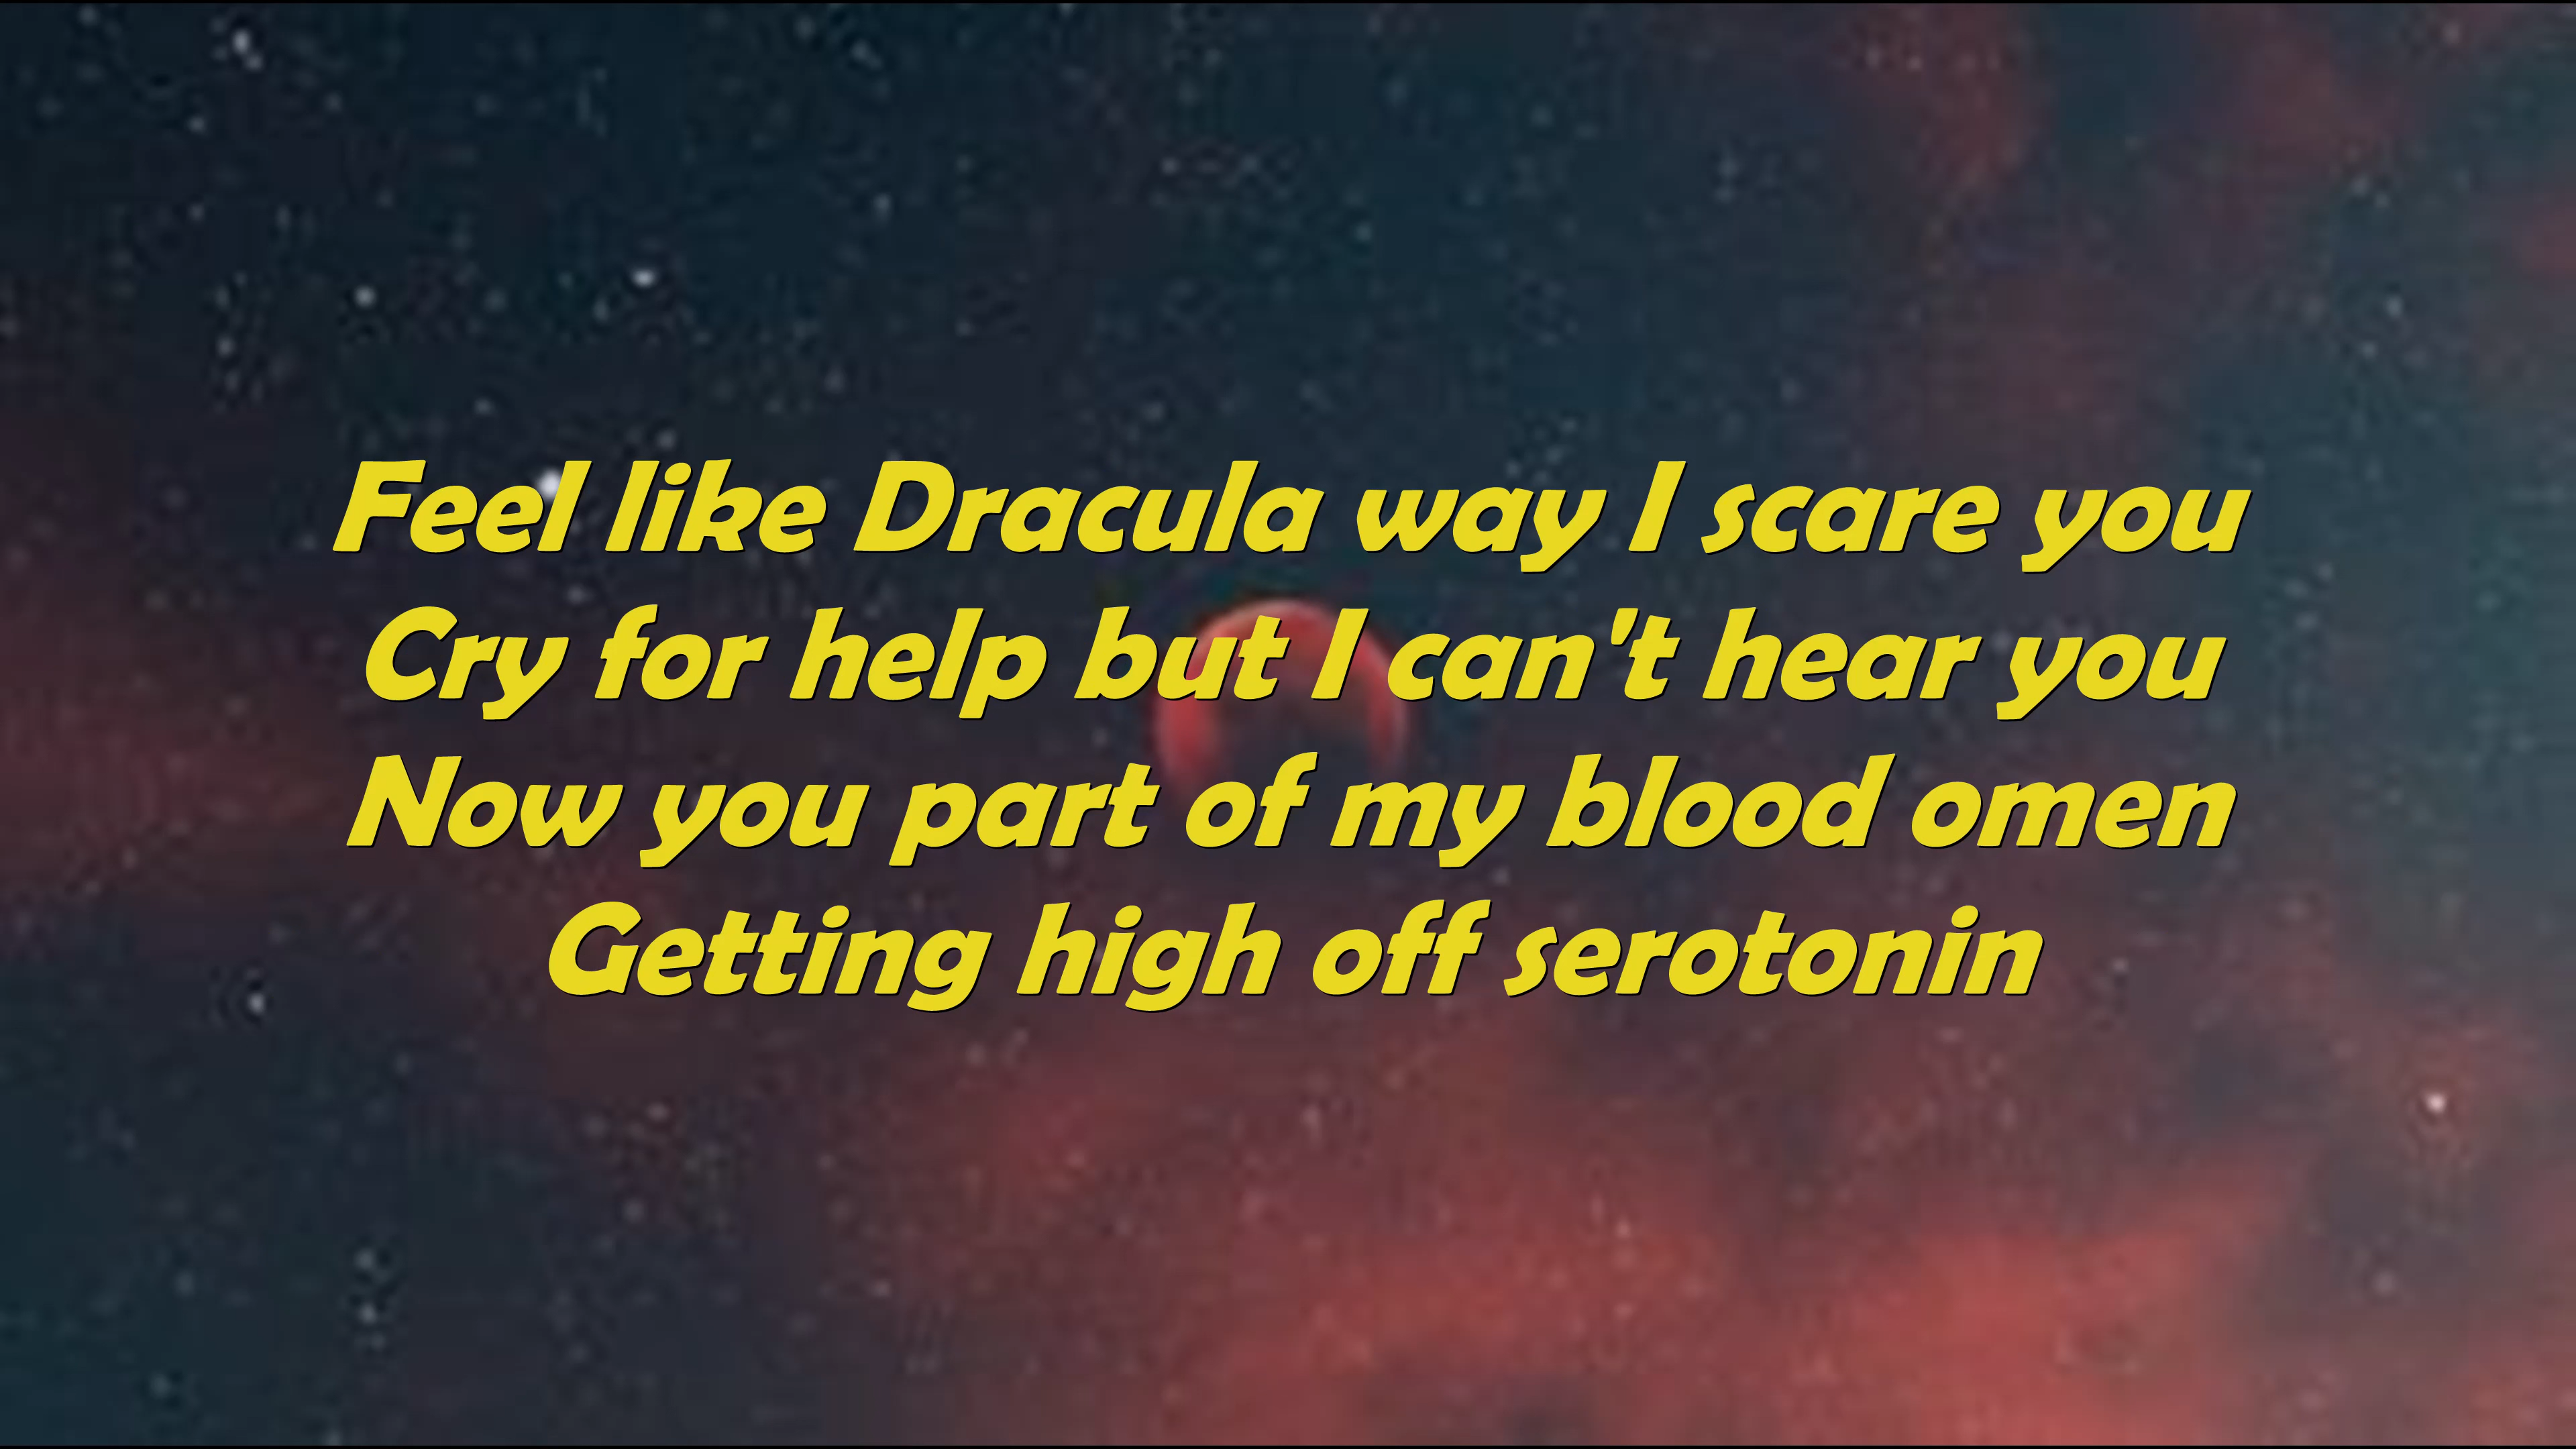 Feel like Dracula way I scare you
Cry for help but I can't hear you
Now you part of my blood omen
Getting high off serotonin